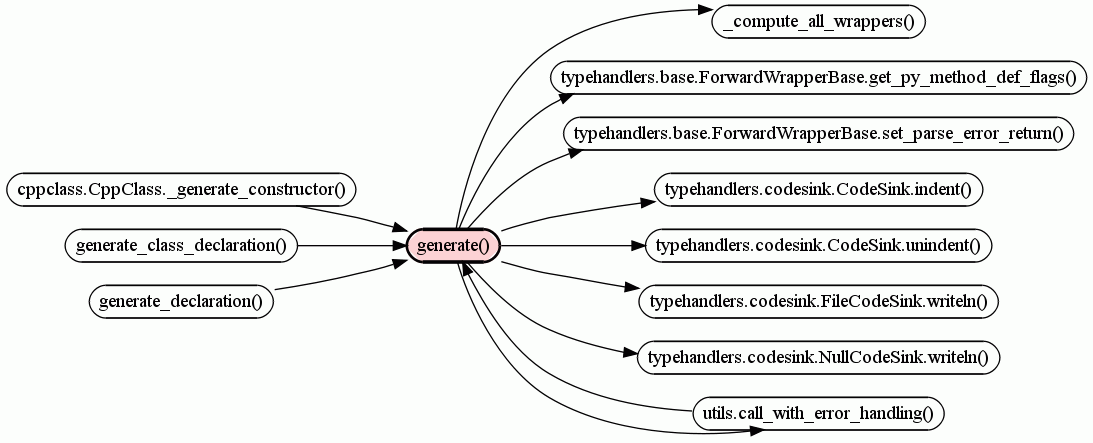 _compute_all_wrappers()
typehandlers.base.ForwardWrapperBase.get_py_method_def_flags()
typehandlers.base.ForwardWrapperBase.set_parse_error_return()
cppclass.CppClass._generate_constructor()
typehandlers.codesink.CodeSink.indent()
generate_class_declaration()
generate()
typehandlers.codesink.CodeSink.unindent()
generate_declaration()
typehandlers.codesink.FileCodeSink.writeln()
typehandlers.codesink.NullCodeSink.writeln()
utils.call_with_error_handling()